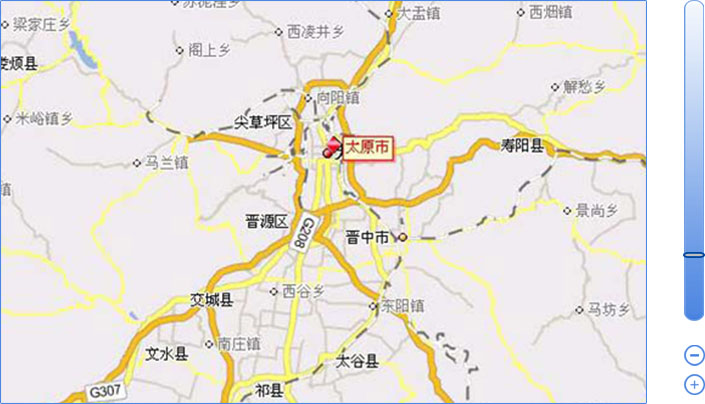 大盂镇
西烟镇
梁家庄乡
西凌井乡
阁上乡
娄烦县
解愁乡
向阳镇
米峪镇乡
尖草坪区
太原市
寿阳县
马兰镇
镇
景尚乡
晋源区
G208
晋中市
西谷乡
交城县
东阳镇
马坊乡
南庄镇
文水县
太谷县
G307
祁县